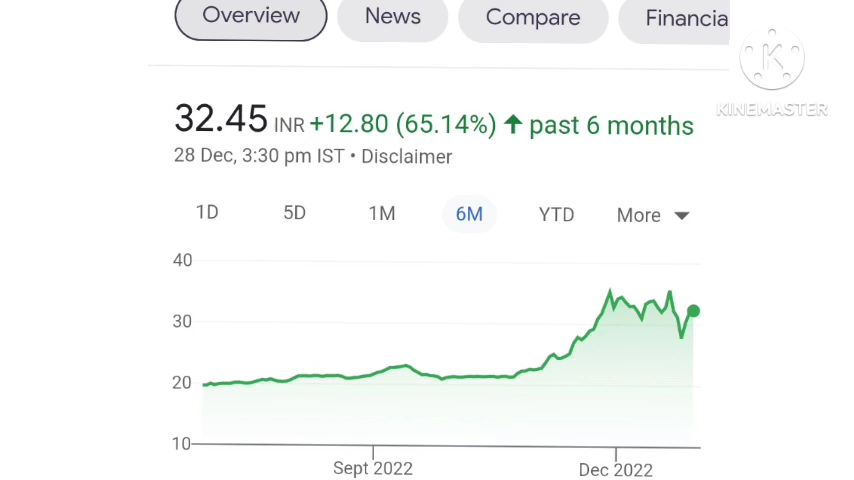 Overview News Compare Financia
K
KINEMASTER
32.45 INR +12.80 (65.14%) ↑ past 6 months
28 Dec, 3:30 pm IST • Disclaimer
1D 5D 1M 6M YTD More
40
30
20
10
Sept 2022 Dec 2022